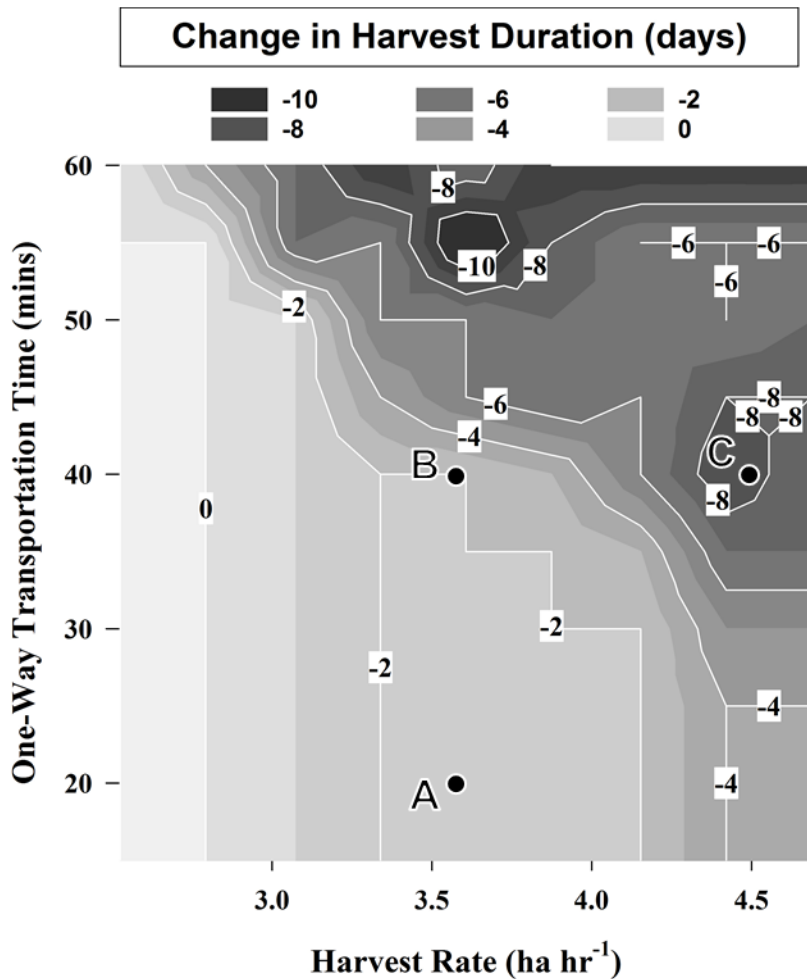 Change in Harvest Duration (days)
-10 -6 -2
-8 -4 0
60
50
40
30
20
One-Way Transportation Time (mins)
-8
-10
-8
-6
-6
-6
-2
-6
-4
-8
-8
-8
C
B
-8
0
-2
-2
-4
-4
A
3.0 3.5 4.0 4.5
Harvest Rate (ha hr⁻¹)